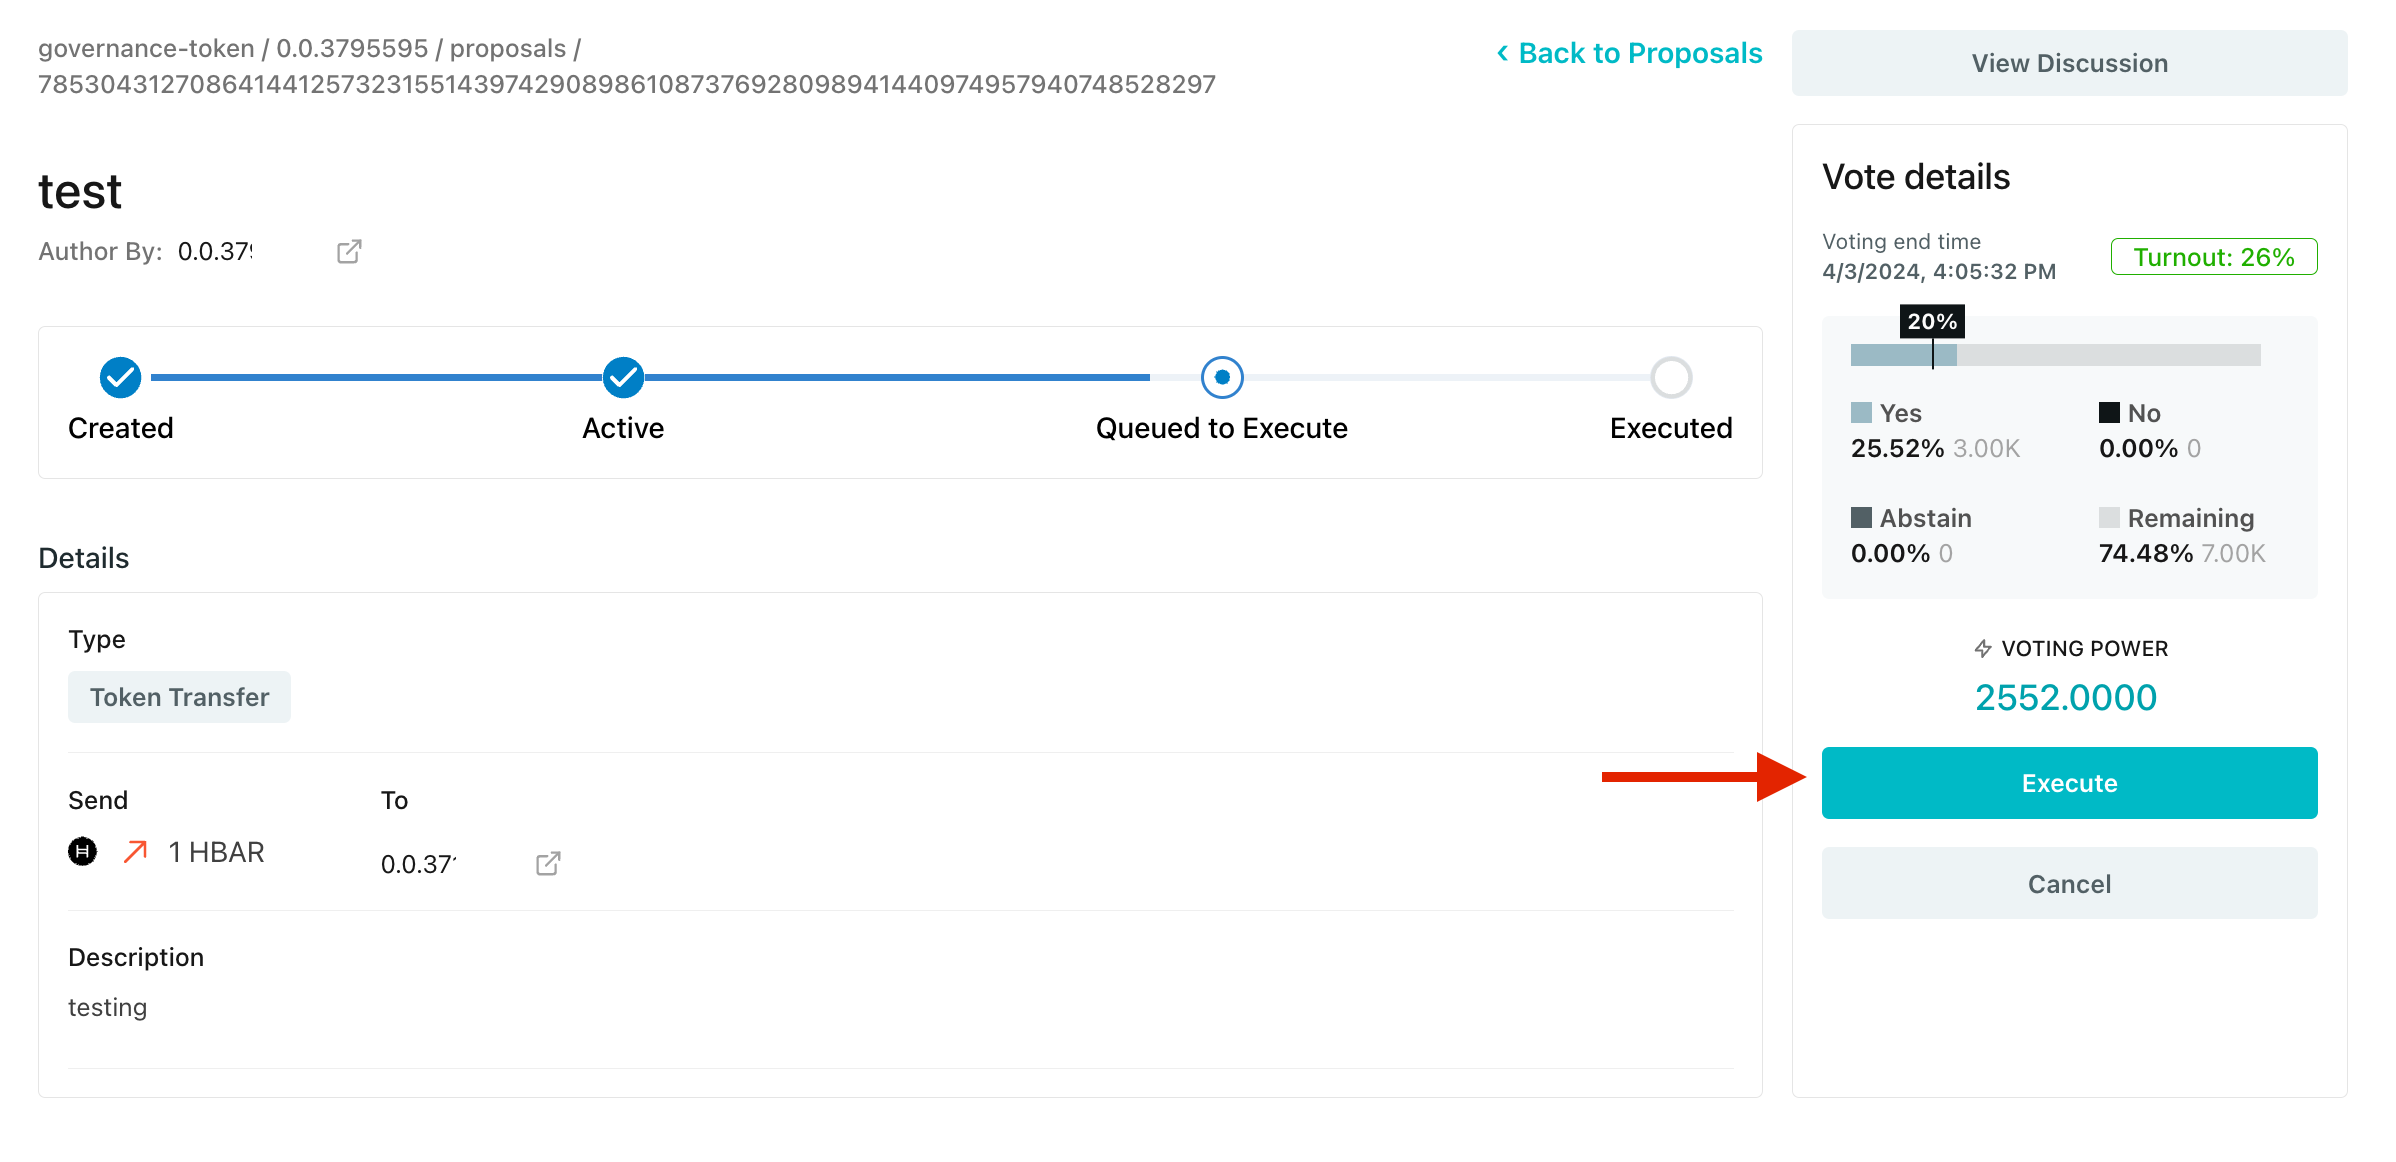 governance-token / 0.0.3795595 / proposals /
78530431270864144125732315514397429089861087376928098941440974957940748528297
Back to Proposals
View Discussion
test
Author By: 0.0.379
Created
Active
Queued to Execute
Executed
Details
Type
Token Transfer
Send
To
1 HBAR
0.0.37
Description
testing
Vote details
Voting end time
4/3/2024, 4:05:32 PM
Turnout: 26%
20%
Yes
25.52% 3.00K
No
0.00% 0
Abstain
0.00% 0
Remaining
74.48% 7.00K
VOTING POWER
2552.0000
Execute
Cancel